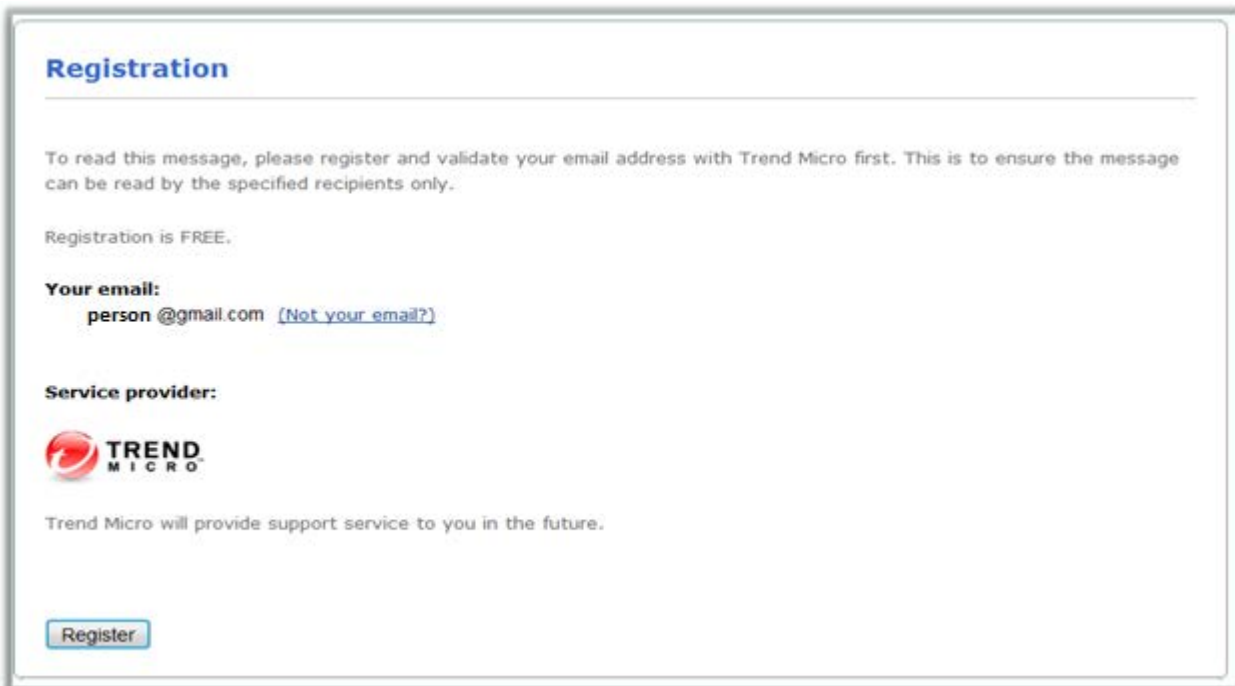 Registration
To read this message, please register and validate your email address with Trend Micro first. This is to ensure the message
can be read by the specified recipients only.
Registration is FREE.
Your email:
person @gmail.com (Not your email?)
Service provider:
TREND
MICRO™
Trend Micro will provide support service to you in the future.
Register